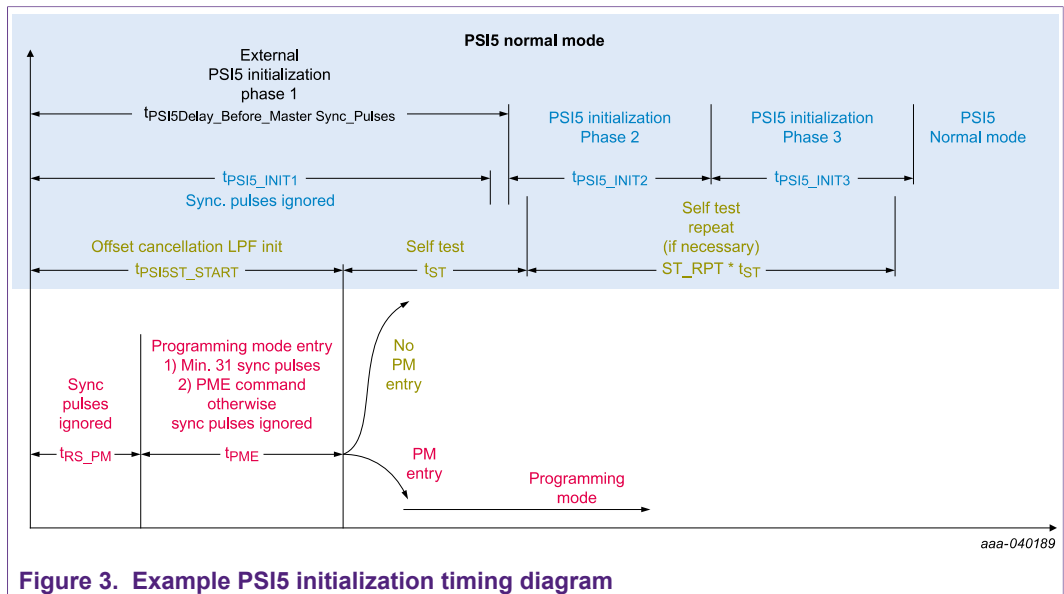 PSI5 normal mode
External
PSI5 initialization
phase 1
tPSI5Delay_Before_Master Sync_Pulses
PSI5 initialization
Phase 2
PSI5 initialization
Phase 3
PSI5
Normal mode
tPSI5_INIT1
Sync. pulses ignored
tPSI5_INIT2
tPSI5_INIT3
Offset cancellation LPF init
tPSI5ST_START
Self test
tST
Self test
repeat
(if necessary)
ST_RPT * tST
Sync
pulses
ignored
tRS_PM
Programming mode entry
1) Min. 31 sync pulses
2) PME command
otherwise
sync pulses ignored
tPME
No
PM
entry
PM
entry
Programming
mode
aaa-040189
Figure 3. Example PSI5 initialization timing diagram